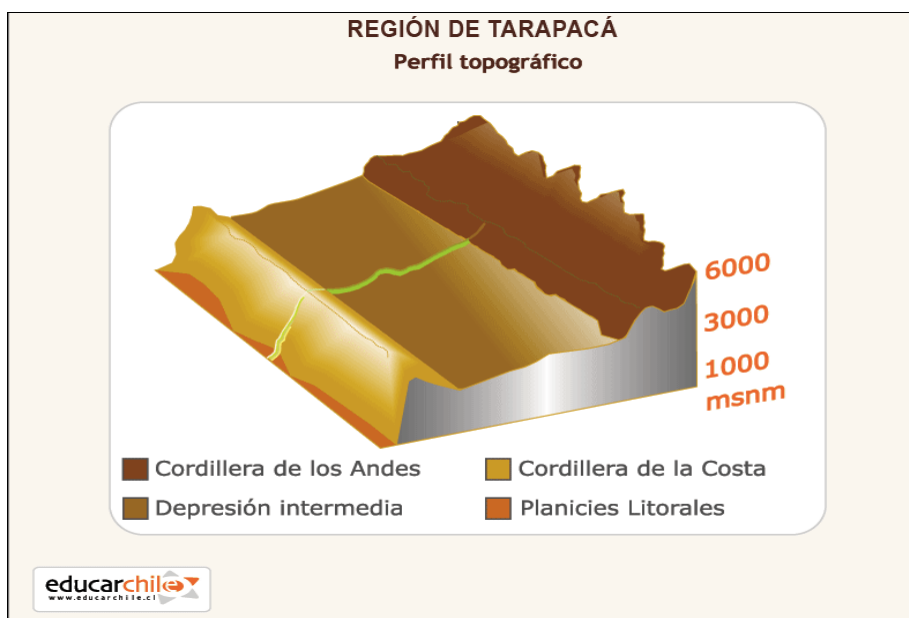 REGIÓN DE TARAPACÁ
Perfil topográfico
6000
3000
1000
msnm
Cordillera de los Andes
Cordillera de la Costa
Depresión intermedia
Planicies Litorales
educarchile
www.educarchile.cl